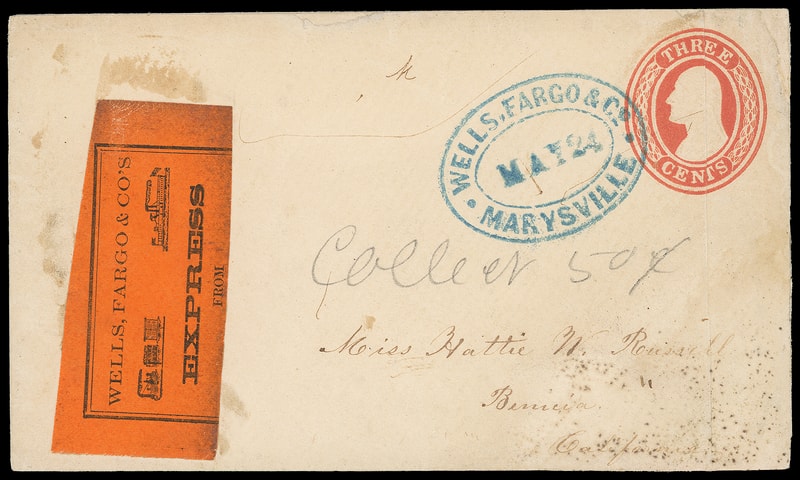 THREE
CENTS
WELLS, FARGO & Co.
MAY 24
MARYSVILLE
WELLS, FARGO & CO'S
EXPRESS
FROM
Collect 50¢
Miss Hattie W. Russell
Benicia
California